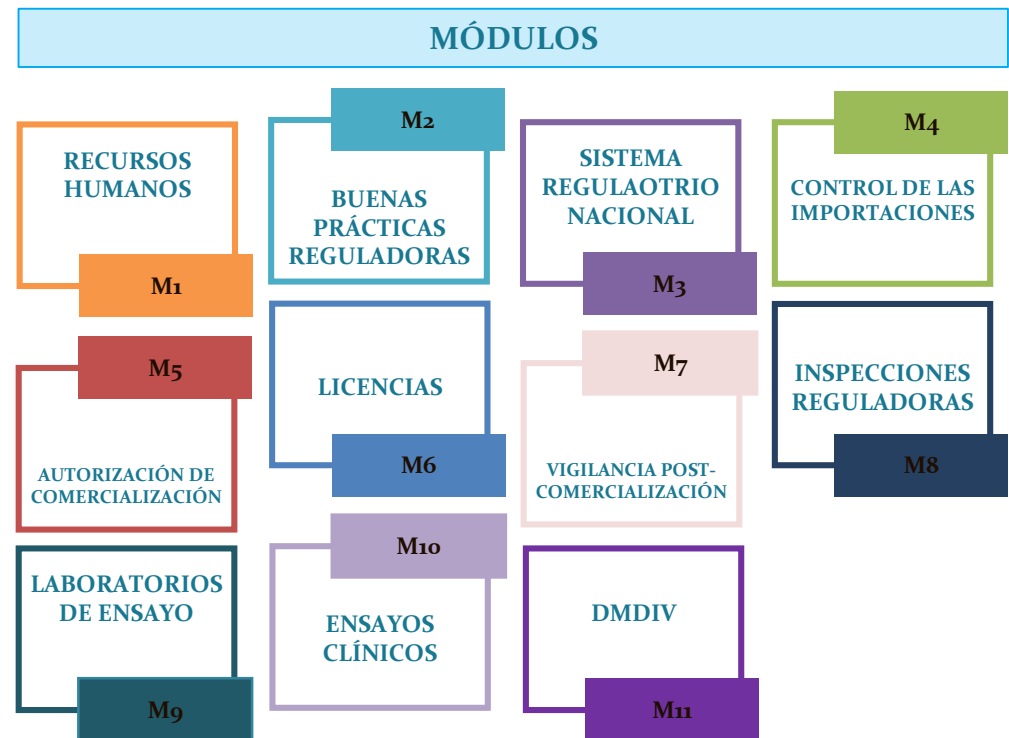 MÓDULOS
RECURSOS
HUMANOS
M1
M2
BUENAS
PRÁCTICAS
REGULADORAS
SISTEMA
REGULAOTRIO
NACIONAL
M3
M4
CONTROL DE LAS
IMPORTACIONES
M5
AUTORIZACIÓN DE
COMERCIALIZACIÓN
LICENCIAS
M6
M7
VIGILANCIA POST-
COMERCIALIZACIÓN
INSPECCIONES
REGULADORAS
M8
LABORATORIOS
DE ENSAYO
M9
M10
ENSAYOS
CLÍNICOS
DMDIV
M11